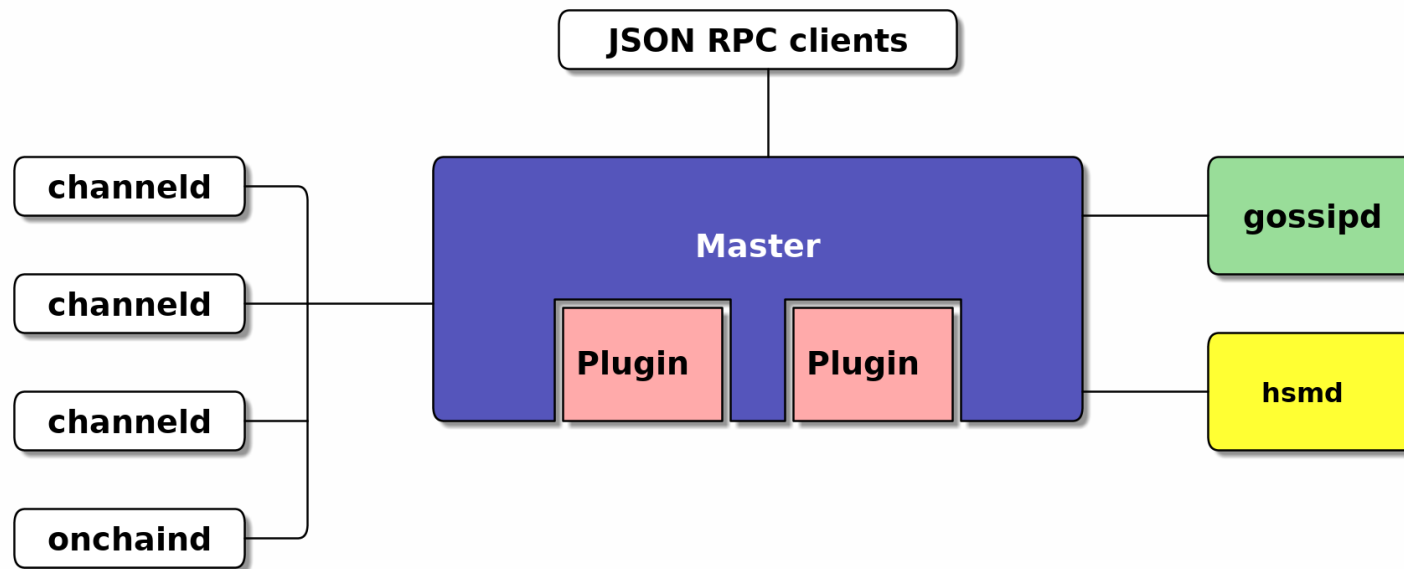 JSON RPC clients
channeld
channeld
channeld
onchaind
Master
Plugin
Plugin
gossipd
hsmd